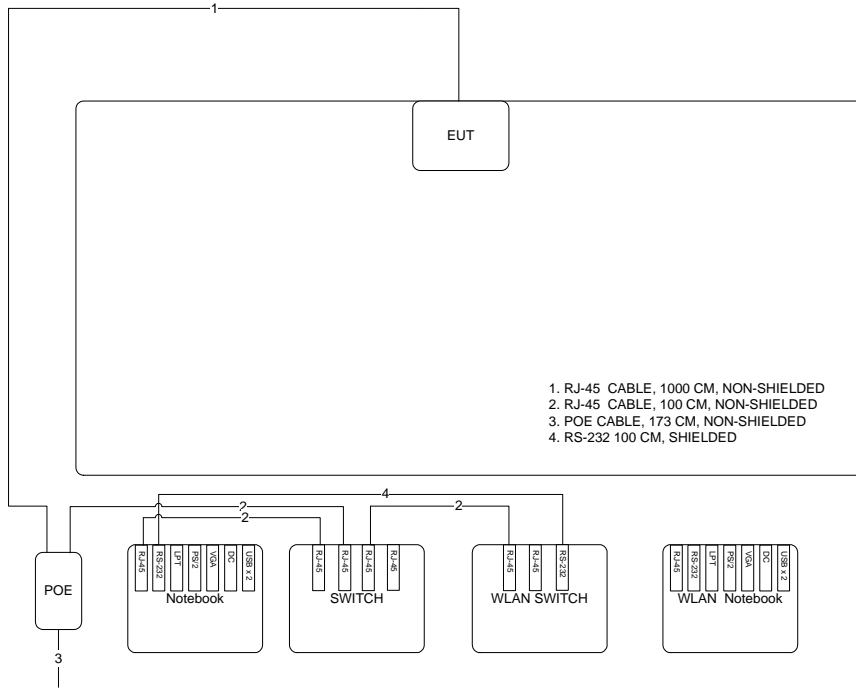 1
EUT
1. RJ-45 CABLE, 1000 CM, NON-SHIELDED
2. RJ-45 CABLE, 100 CM, NON-SHIELDED
3. POE CABLE, 173 CM, NON-SHIELDED
4. RS-232 100 CM, SHIELDED
4
2
2
2
POE
3
RJ-45
RS-232
LPT
PS/2
VGA
DC
USB x 2
Notebook
RJ-45
RJ-45
RJ-45
RJ-45
SWITCH
RJ-45
RJ-45
RS-232
WLAN SWITCH
RJ-45
RS-232
LPT
PS/2
VGA
DC
USB x 2
WLAN Notebook